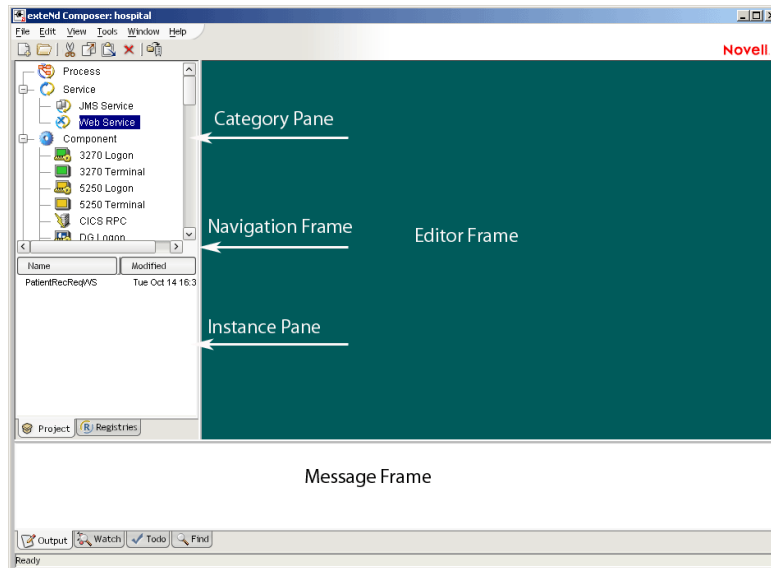 exteNd Composer: hospital
File Edit View Tools Window Help
Novell
Process
Service
JMS Service
Web Service
Component
3270 Logon
3270 Terminal
5250 Logon
5250 Terminal
CICS RPC
DG Logon
Category Pane
Navigation Frame
Editor Frame
Name Modified
PatientRecReqWS Tue Oct 14 16:3
Instance Pane
Project Registries
Message Frame
Output Watch Todo Find
Ready